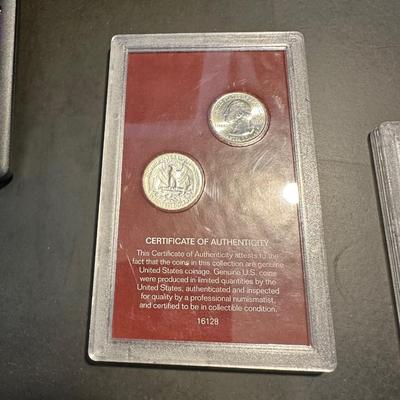 CERTIFICATE OF AUTHENTICITY
This Certificate of Authenticity attests to the
fact that the coins in this collection are genuine
United States coinage. Genuine U.S. coins
were produced in limited quantities by the
United States, authenticated and inspected
for quality by a professional numismatist,
and certified to be in collectible condition.
16128